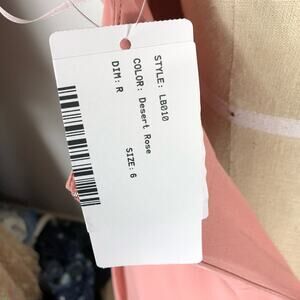 STYLE: LB010
COLOR: Desert Rose
DIM: R
SIZE: 6